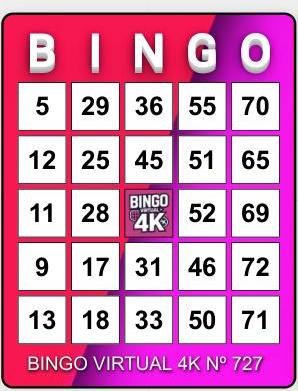 B I N G O
5 29 36 55 70
12 25 45 51 65
11 28 BINGO VIRTUAL 4K 52 69
9 17 31 46 72
13 18 33 50 71
BINGO VIRTUAL 4K Nº 727